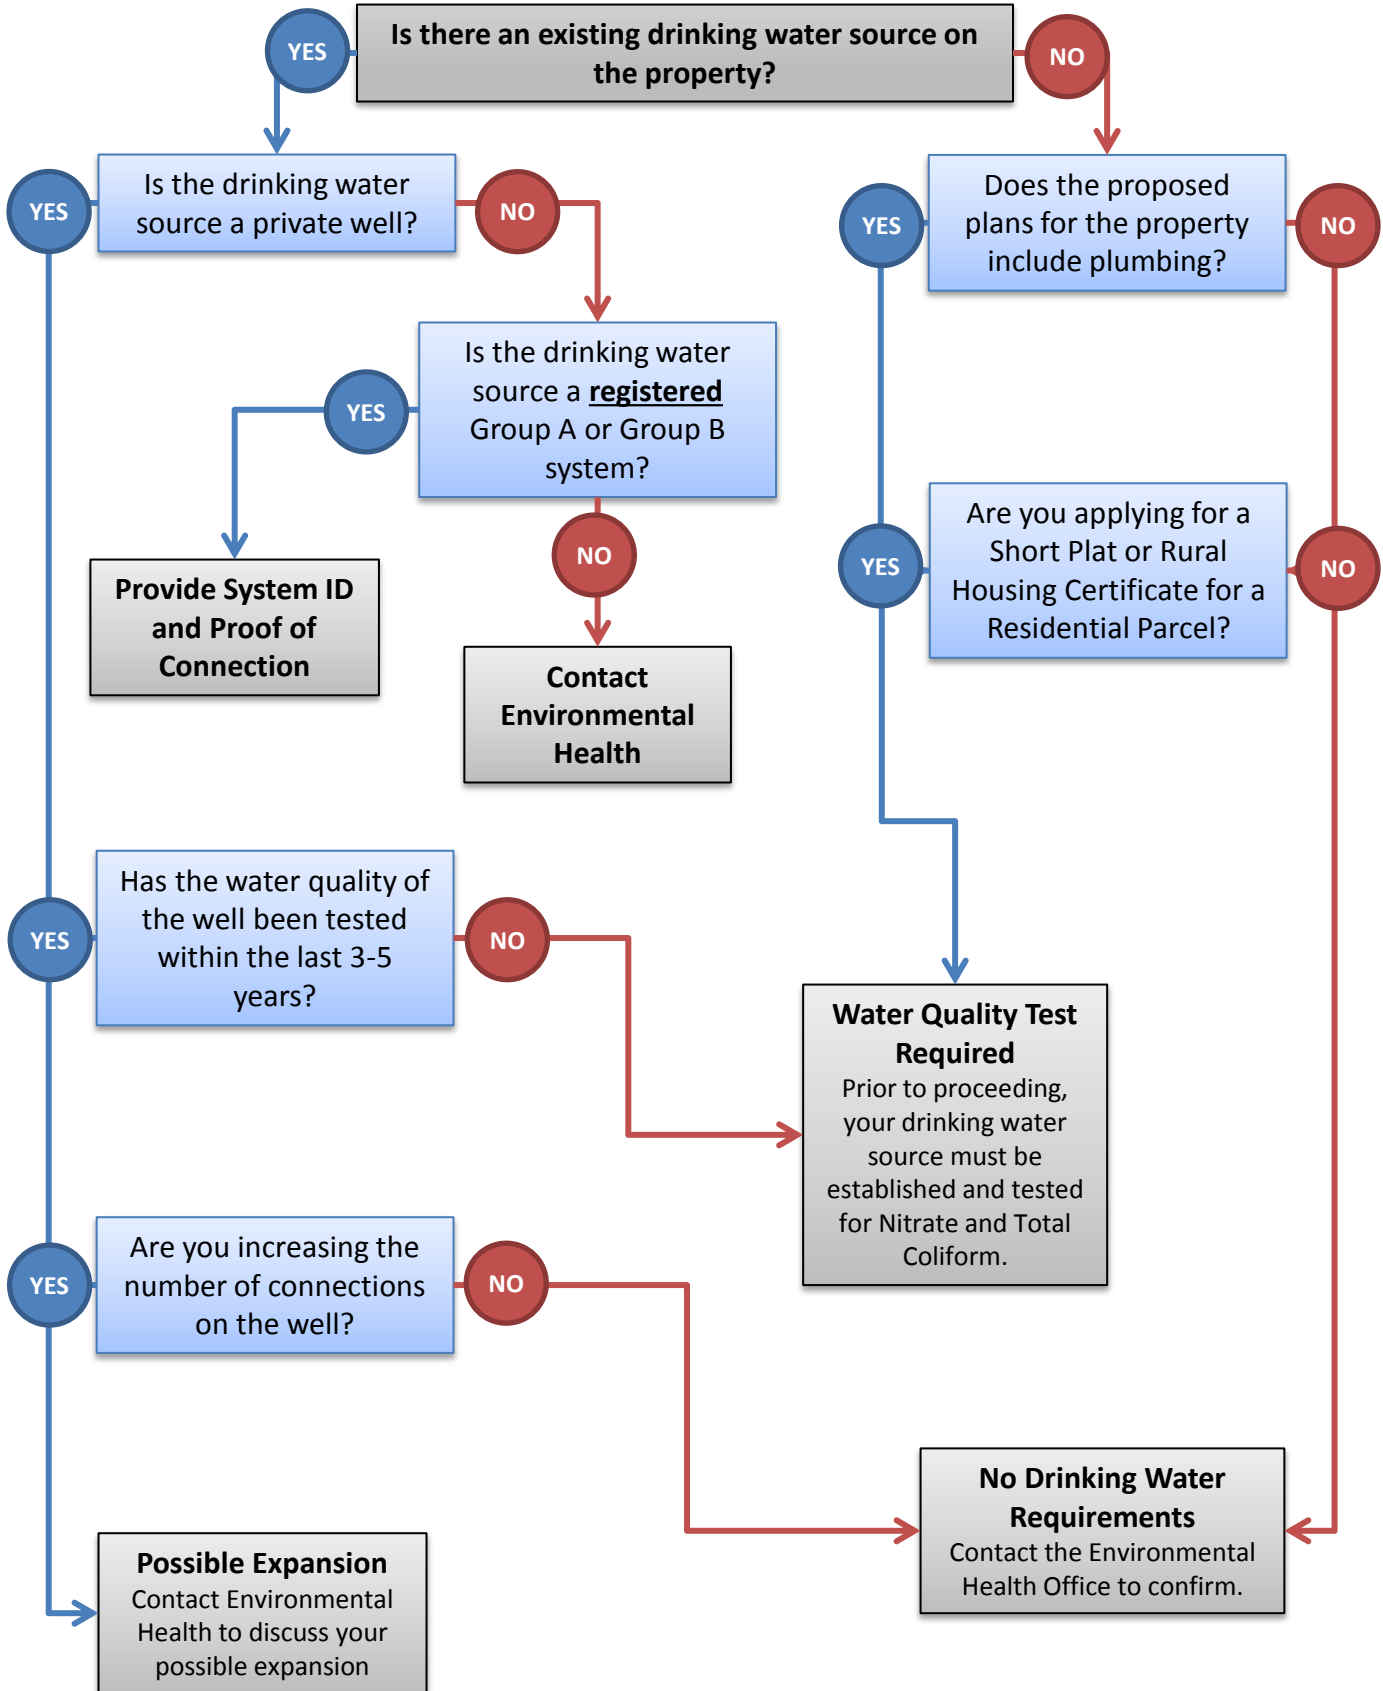 Is there an existing drinking water source on
the property?
YES
NO
Is the drinking water
source a private well?
YES
NO
Does the proposed
plans for the property
include plumbing?
YES
NO
Is the drinking water
source a registered
Group A or Group B
system?
YES
NO
Are you applying for a
Short Plat or Rural
Housing Certificate for a
Residential Parcel?
YES
NO
Provide System ID
and Proof of
Connection
Contact
Environmental
Health
Has the water quality of
the well been tested
within the last 3-5
years?
YES
NO
Water Quality Test
Required
Prior to proceeding,
your drinking water
source must be
established and tested
for Nitrate and Total
Coliform.
Are you increasing the
number of connections
on the well?
YES
NO
No Drinking Water
Requirements
Contact the Environmental
Health Office to confirm.
Possible Expansion
Contact Environmental
Health to discuss your
possible expansion